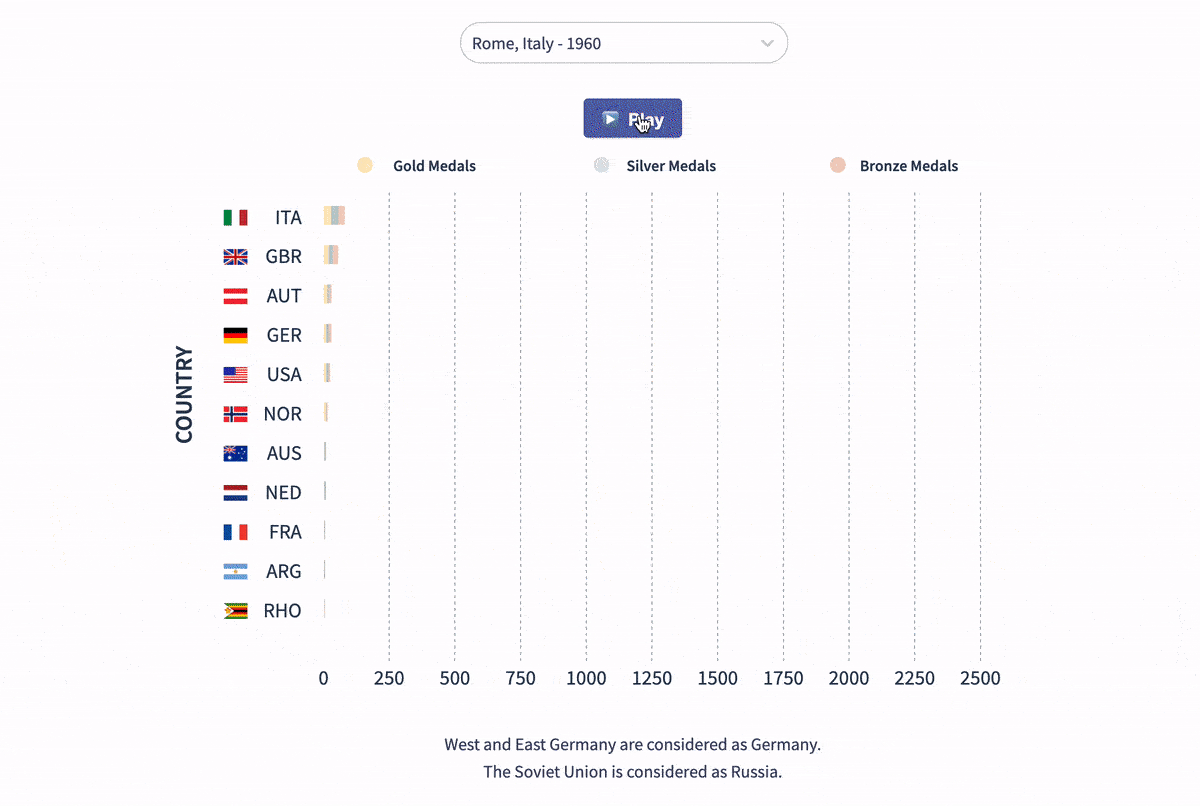 Rome, Italy - 1960
Play
Gold Medals Silver Medals Bronze Medals
COUNTRY
ITA
GBR
AUT
GER
USA
NOR
AUS
NED
FRA
ARG
RHO
0 250 500 750 1000 1250 1500 1750 2000 2250 2500
West and East Germany are considered as Germany.
The Soviet Union is considered as Russia.